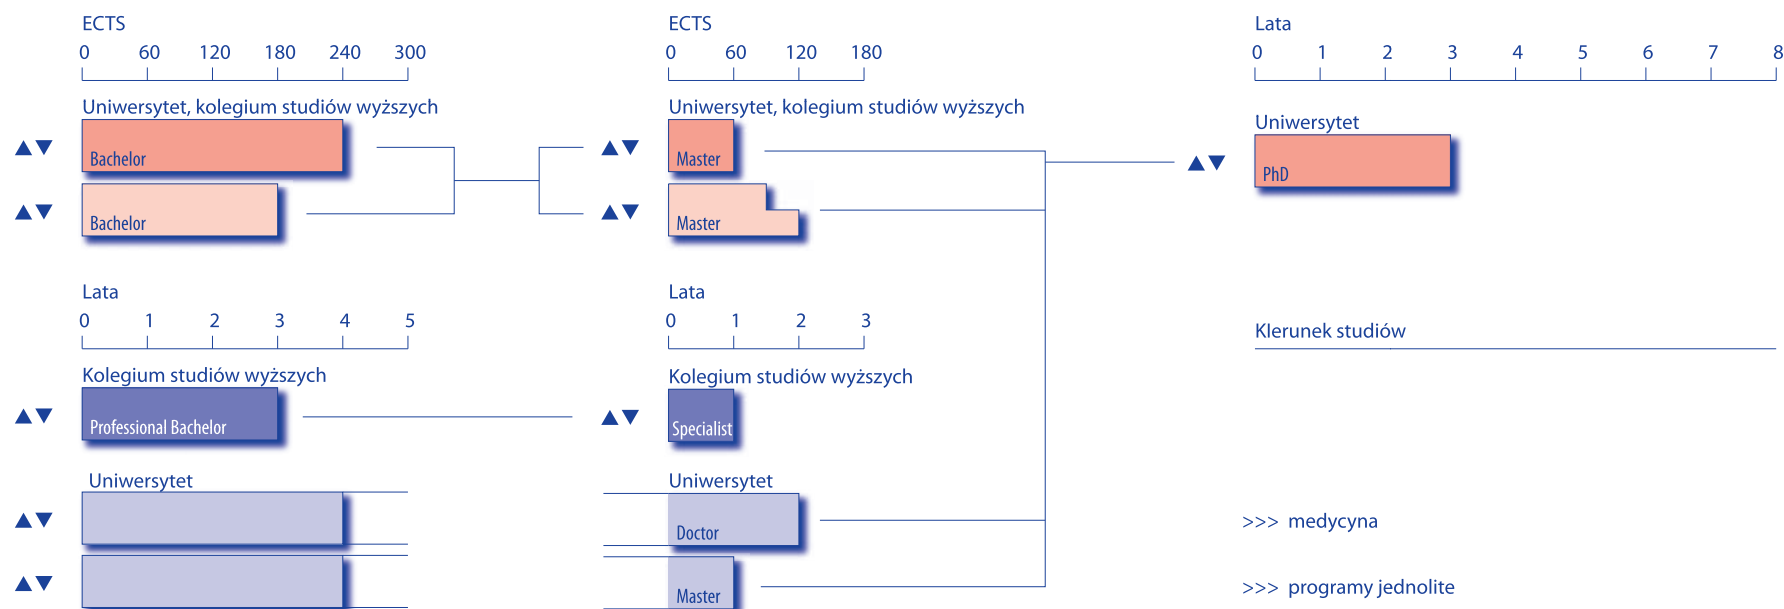 ECTS
0 60 120 180 240 300
ECTS
0 60 120 180
Lata
0 1 2 3 4 5 6 7 8
Uniwersytet, kolegium studiów wyższych
Bachelor
Bachelor
Uniwersytet, kolegium studiów wyższych
Master
Master
Uniwersytet
PhD
Lata
0 1 2 3 4 5
Lata
0 1 2 3
Klerunek studiów
Kolegium studiów wyższych
Professional Bachelor
Kolegium studiów wyższych
Specialist
Uniwersytet
Uniwersytet
Doctor
>>> medycyna
Master
>>> programy jednolite